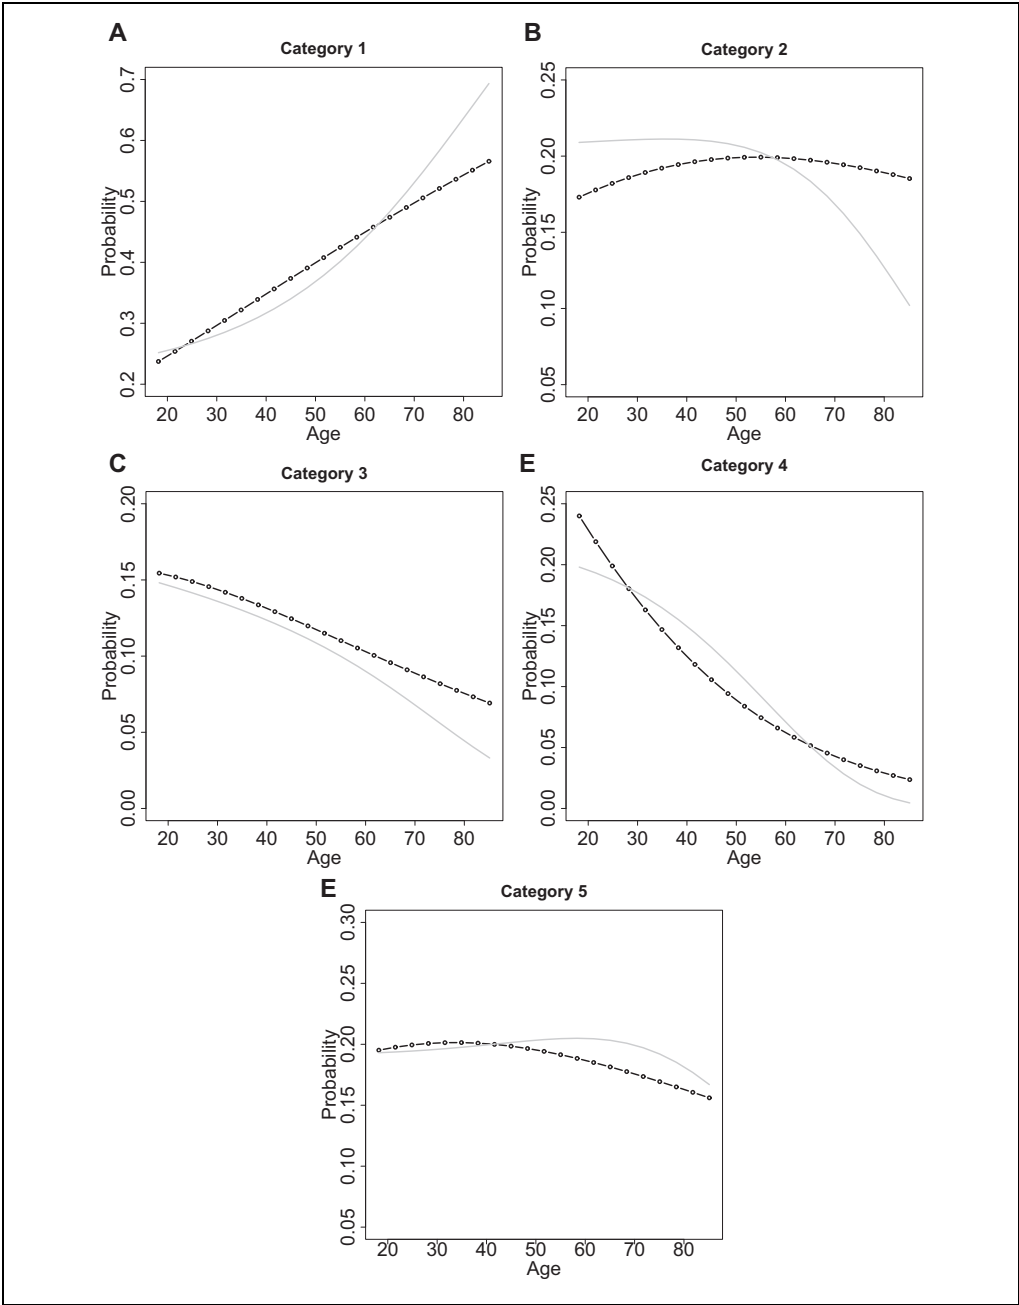 A
Category 1
Probability
0.2 0.3 0.4 0.5 0.6 0.7
20 30 40 50 60 70 80
Age
B
Category 2
Probability
0.05 0.10 0.15 0.20 0.25
20 30 40 50 60 70 80
Age
C
Category 3
Probability
0.00 0.05 0.10 0.15 0.20
20 30 40 50 60 70 80
Age
E
Category 4
Probability
0.00 0.05 0.10 0.15 0.20 0.25
20 30 40 50 60 70 80
Age
E
Category 5
Probability
0.05 0.10 0.15 0.20 0.25 0.30
20 30 40 50 60 70 80
Age